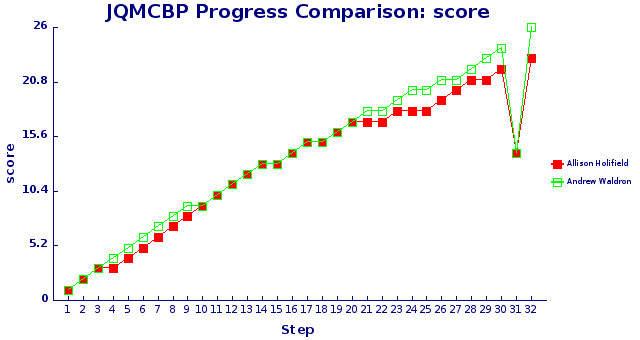 JQMCBP Progress Comparison: score
26
20.8
15.6
10.4
5.2
0
score
1 2 3 4 5 6 7 8 9 10 11 12 13 14 15 16 17 18 19 20 21 22 23 24 25 26 27 28 29 30 31 32
Step
Allison Holifield
Andrew Waldron